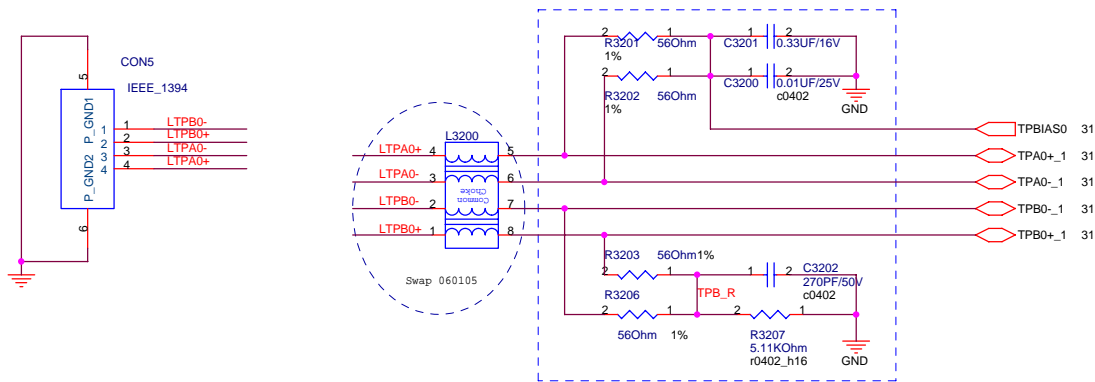 CON5
IEEE_1394
5
P_GND1
P_GND2
6
1 LTPB0-
2 LTPB0+
3 LTPA0-
4 LTPA0+
L3200
LTPA0+ 4 5
LTPA0- 3 6
LTPB0- 2 7
LTPB0+ 1 8
Common
Choke
Swap 060105
2 1 1 2
R3201 56Ohm C3201 0.33UF/16V
1%
2 1 1 2
R3202 56Ohm C3200 0.01UF/25V
1% c0402
GND
TPBIAS0 31
TPA0+_1 31
TPA0-_1 31
TPB0-_1 31
TPB0+_1 31
R3203 56Ohm1% C3202
2 1 1 2
270PF/50V
c0402
TPB_R
R3206
2 1 2 1
56Ohm 1% R3207
5.11KOhm
r0402_h16
GND